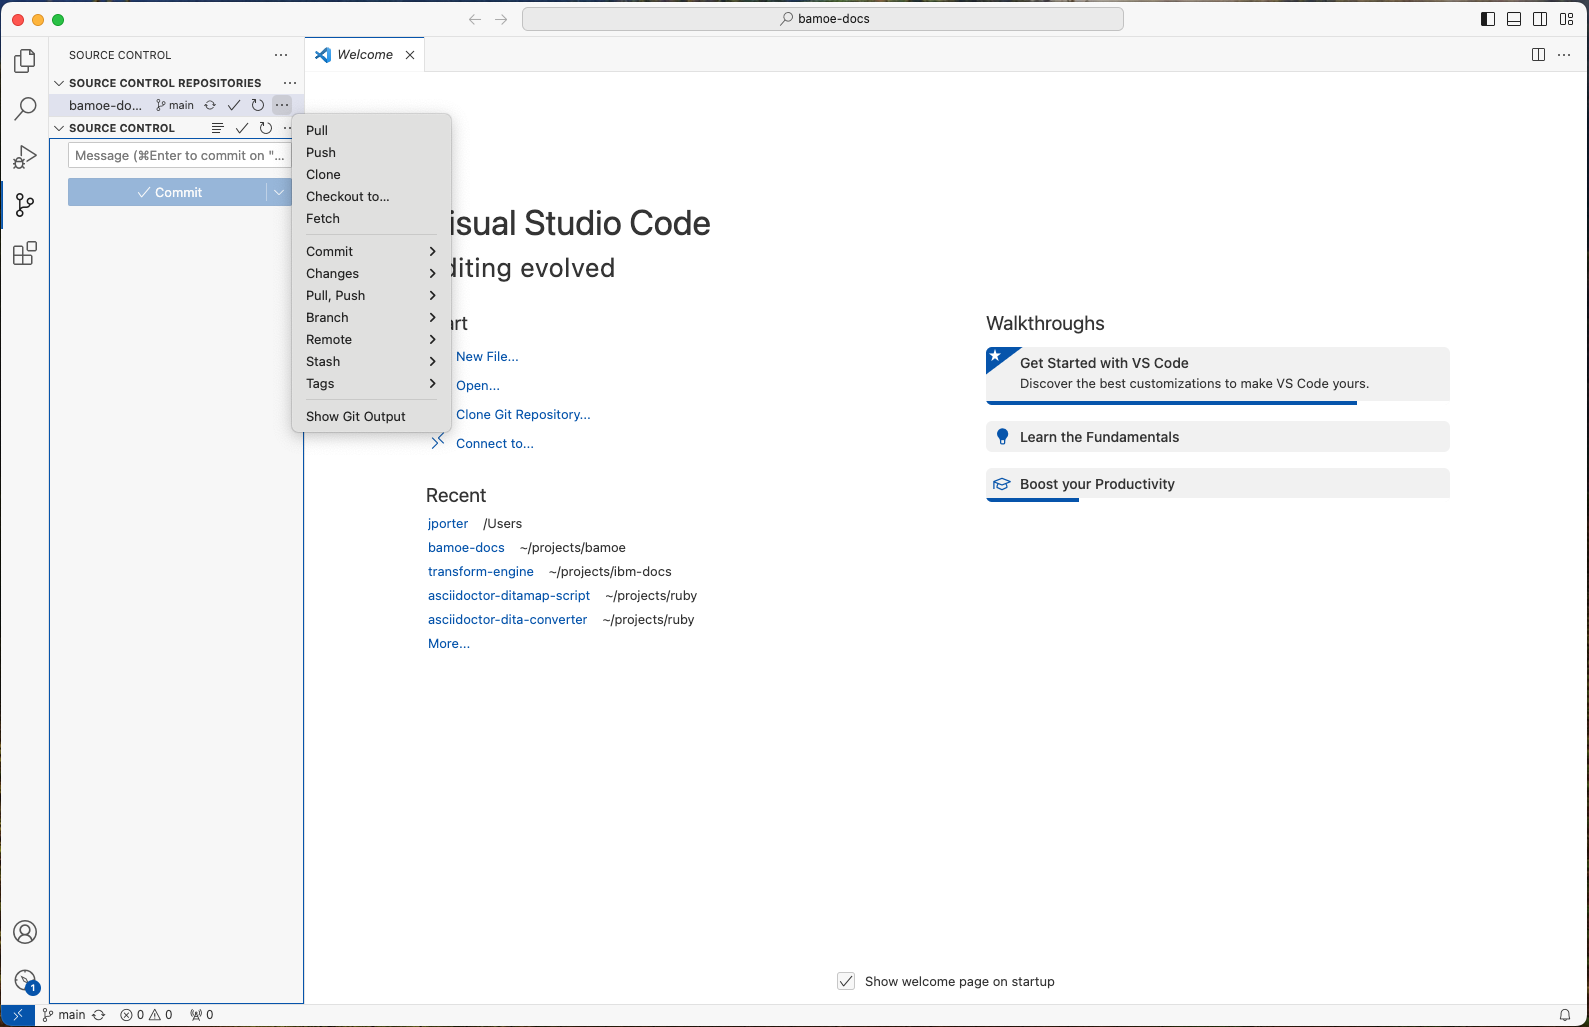 bamoe-docs
SOURCE CONTROL
Welcome
SOURCE CONTROL REPOSITORIES
bamoe-do... main
SOURCE CONTROL
Message (⌘Enter to commit on "...
Commit
Pull
Push
Clone
Checkout to...
Fetch
Commit
Changes
Pull, Push
Branch
Remote
Stash
Tags
Show Git Output
isual Studio Code
diting evolved
art
New File...
Open...
Clone Git Repository...
Connect to...
Recent
jporter /Users
bamoe-docs ~/projects/bamoe
transform-engine ~/projects/ibm-docs
asciidoctor-ditamap-script ~/projects/ruby
asciidoctor-dita-converter ~/projects/ruby
More...
Walkthroughs
Get Started with VS Code
Discover the best customizations to make VS Code yours.
Learn the Fundamentals
Boost your Productivity
Show welcome page on startup
1
main 0 0 0